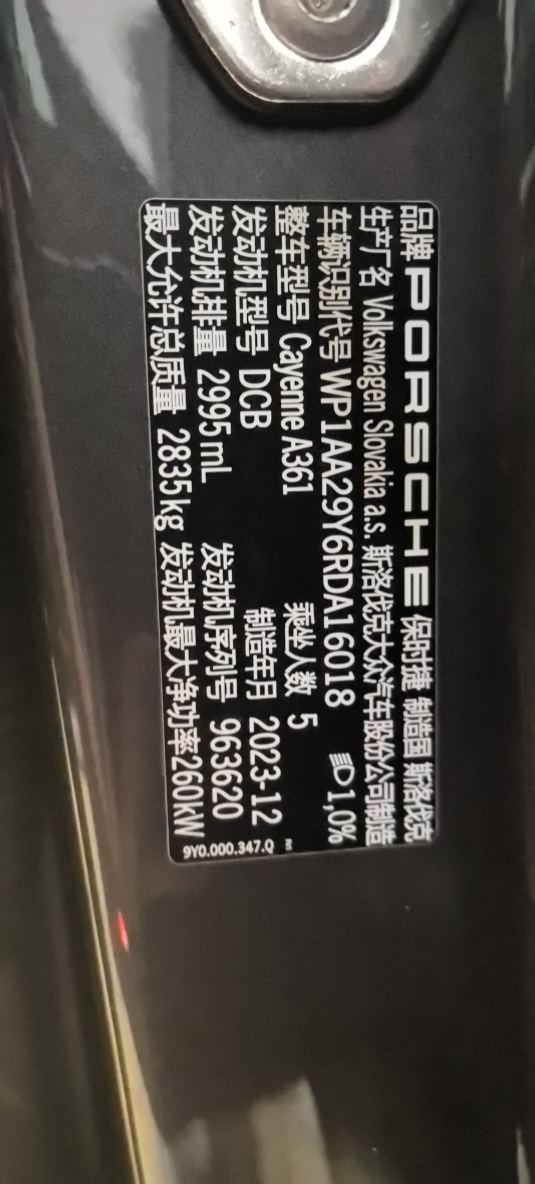 品牌 PORSCHE 保时捷 制造国 斯洛伐克
生产厂名 Volkswagen Slovakia a.s. 斯洛伐克大众汽车股份公司制造
车辆识别代号 WP1AA29Y6RDA16018 1,0%
整车型号 Cayenne A361 乘坐人数 5
发动机型号 DCB 制造年月 2023-12
发动机排量 2995 mL 发动机序列号 963620
最大允许总质量 2835 kg 发动机最大净功率260kW
9Y0.000.347.Q